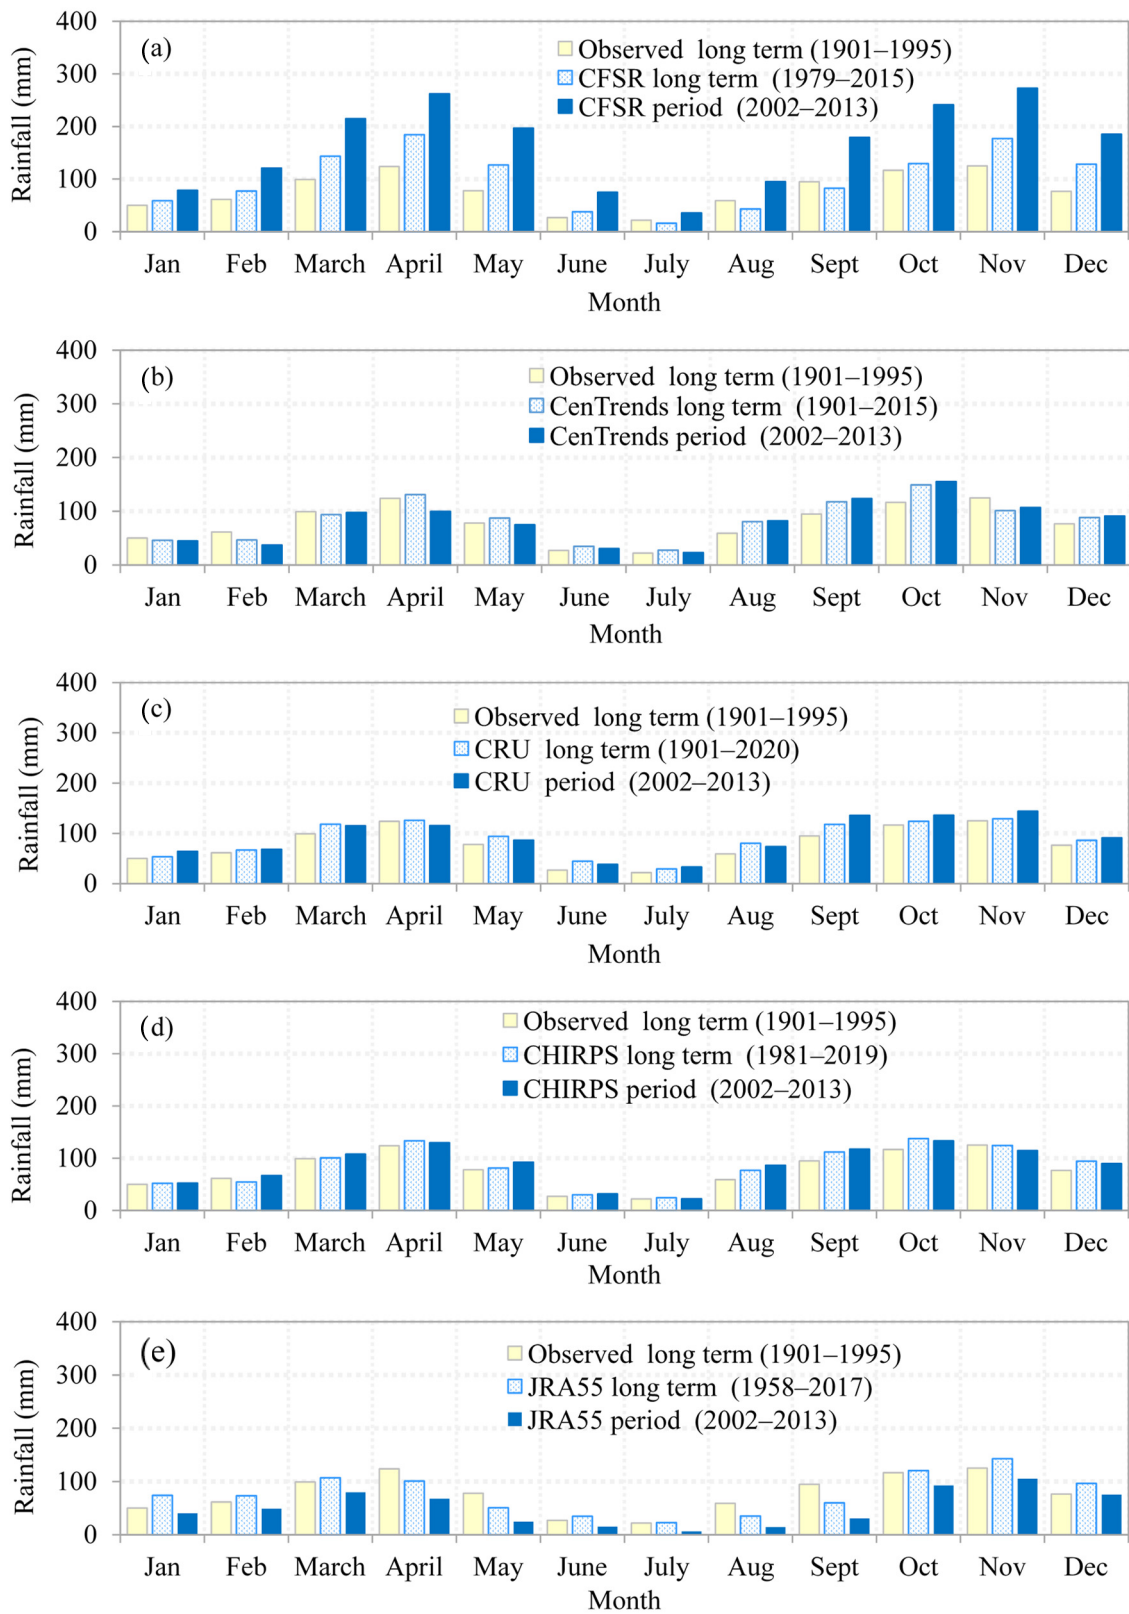 400
(a)
Observed long term (1901–1995)
300
CFSR long term (1979–2015)
CFSR period (2002–2013)
200
100
0
Rainfall (mm)
Jan Feb March April May June July Aug Sept Oct Nov Dec
Month
400
(b)
Observed long term (1901–1995)
300
CenTrends long term (1901–2015)
CenTrends period (2002–2013)
200
100
0
Rainfall (mm)
Jan Feb March April May June July Aug Sept Oct Nov Dec
Month
400
(c)
Observed long term (1901–1995)
300
CRU long term (1901–2020)
CRU period (2002–2013)
200
100
0
Rainfall (mm)
Jan Feb March April May June July Aug Sept Oct Nov Dec
Month
400
(d)
Observed long term (1901–1995)
300
CHIRPS long term (1981–2019)
CHIRPS period (2002–2013)
200
100
0
Rainfall (mm)
Jan Feb March April May June July Aug Sept Oct Nov Dec
Month
400
(e)
Observed long term (1901–1995)
300
JRA55 long term (1958–2017)
JRA55 period (2002–2013)
200
100
0
Rainfall (mm)
Jan Feb March April May June July Aug Sept Oct Nov Dec
Month